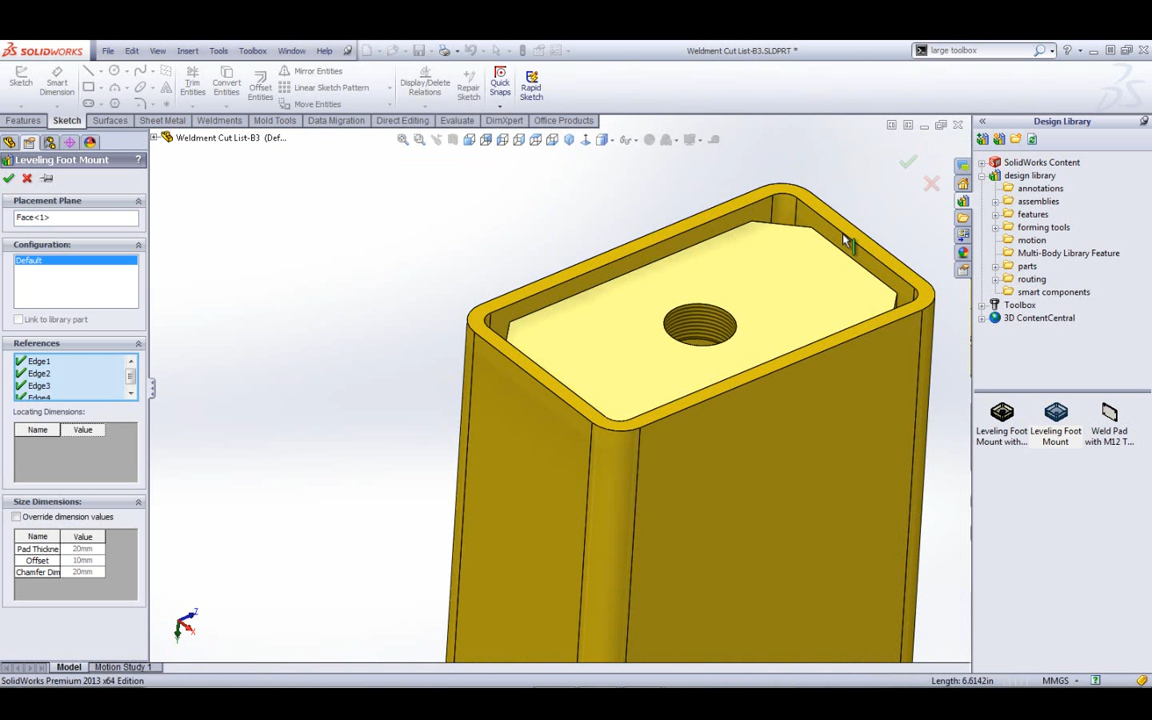 SOLIDWORKS File Edit View Insert Tools Toolbox Window Help Weldment Cut List-B3.SLDPRT * large toolbox
Sketch Smart Dimension Trim Entities Convert Entities Offset Entities Mirror Entities Linear Sketch Pattern Move Entities Display/Delete Relations Repair Sketch Quick Snaps Rapid Sketch
Features Sketch Surfaces Sheet Metal Weldments Mold Tools Data Migration Direct Editing Evaluate DimXpert Office Products
Design Library
Weldment Cut List-B3 (Def...
Leveling Foot Mount ?
Placement Plane
Face<1>
Configuration:
Default
Link to library part
References
Edge1
Edge2
Edge3
Edge4
Locating Dimensions:
Name Value
Size Dimensions:
Override dimension values
Name Value
Pad Thickne 20mm
Offset 10mm
Chamfer Dim 20mm
SolidWorks Content
design library
annotations
assemblies
features
forming tools
motion
Multi-Body Library Feature
parts
routing
smart components
Toolbox
3D ContentCentral
Leveling Foot Mount with...
Leveling Foot Mount
Weld Pad with M12 T...
Z
X
Y
Model Motion Study 1
SolidWorks Premium 2013 x64 Edition Length: 6.6142in MMGS